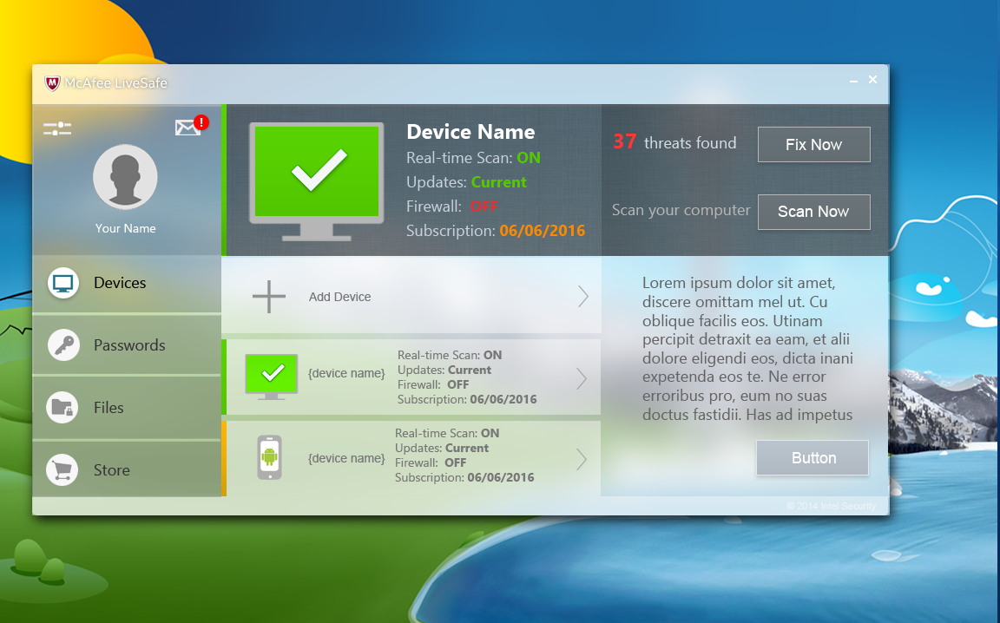 McAfee LiveSafe
!
Your Name
Devices
Passwords
Files
Store
Device Name
Real-time Scan: ON
Updates: Current
Firewall: OFF
Subscription: 06/06/2016
37 threats found
Fix Now
Scan your computer
Scan Now
Add Device
{device name}
Real-time Scan: ON
Updates: Current
Firewall: OFF
Subscription: 06/06/2016
{device name}
Real-time Scan: ON
Updates: Current
Firewall: OFF
Subscription: 06/06/2016
Lorem ipsum dolor sit amet,
discere omittam mel ut. Cu
oblique facilis eos. Utinam
percipit detraxit ea eam, et alii
dolore eligendi eos, dicta inani
expetenda eos te. Ne error
erroribus pro, eum no suas
doctus fastidii. Has ad impetus
Button
© 2014 Intel Security